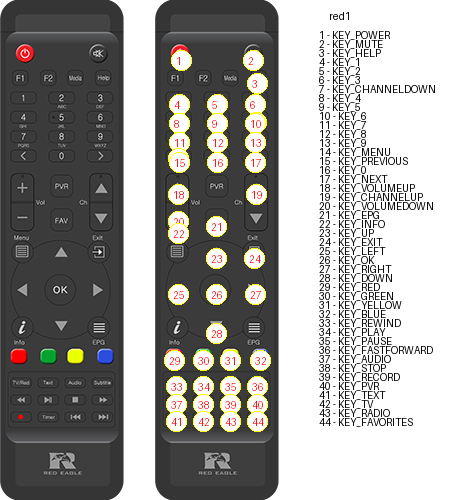 F1 F2 Media Help
1 2 3
ABC DEF
4 5 6
GHI JKL MNO
7 8 9
PQRS TUV WXYZ
0
PVR
Vol Ch
FAV
Menu Exit
OK
i
Info EPG
TV/Rad Text Audio Subtitle
Timer
R
RED EAGLE
1 2
F1 F2 Media
3
4 5 6
8 9 10
11 12 13
15 16 17
PVR
18 19
Vol Ch
20 21
22
Exit
23 24
25 26 27
i
28
Info EPG
29 30 31 32
33 34 35 36
37 38 39 40
41 42 43 44
R
RED EAGLE
red1
1 - KEY_POWER
2 - KEY_MUTE
3 - KEY_HELP
4 - KEY_1
5 - KEY_2
6 - KEY_3
7 - KEY_CHANNELDOWN
8 - KEY_4
9 - KEY_5
10 - KEY_6
11 - KEY_7
12 - KEY_8
13 - KEY_9
14 - KEY_MENU
15 - KEY_PREVIOUS
16 - KEY_0
17 - KEY_NEXT
18 - KEY_VOLUMEUP
19 - KEY_CHANNELUP
20 - KEY_VOLUMEDOWN
21 - KEY_EPG
22 - KEY_INFO
23 - KEY_UP
24 - KEY_EXIT
25 - KEY_LEFT
26 - KEY_OK
27 - KEY_RIGHT
28 - KEY_DOWN
29 - KEY_RED
30 - KEY_GREEN
31 - KEY_YELLOW
32 - KEY_BLUE
33 - KEY_REWIND
34 - KEY_PLAY
35 - KEY_PAUSE
36 - KEY_FASTFORWARD
37 - KEY_AUDIO
38 - KEY_STOP
39 - KEY_RECORD
40 - KEY_PVR
41 - KEY_TEXT
42 - KEY_TV
43 - KEY_RADIO
44 - KEY_FAVORITES